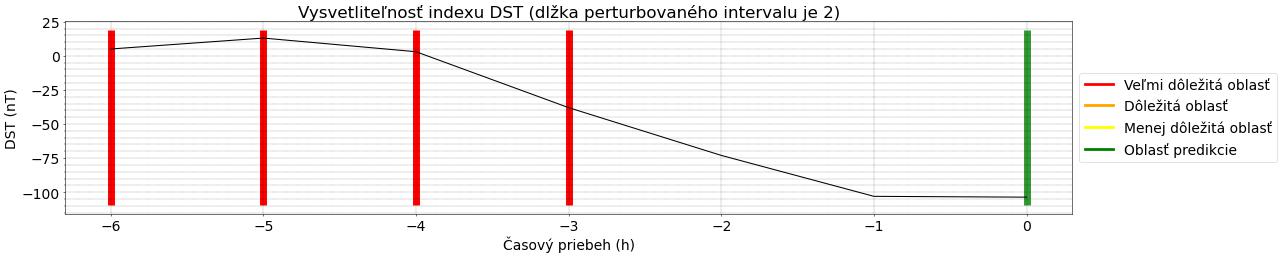 Vysvetliteľnosť indexu DST (dlžka perturbovaného intervalu je 2)
25
0
−25
−50
−75
−100
DST (nT)
−6 −5 −4 −3 −2 −1 0
Časový priebeh (h)
Veľmi dôležitá oblasť
Dôležitá oblasť
Menej dôležitá oblasť
Oblasť predikcie